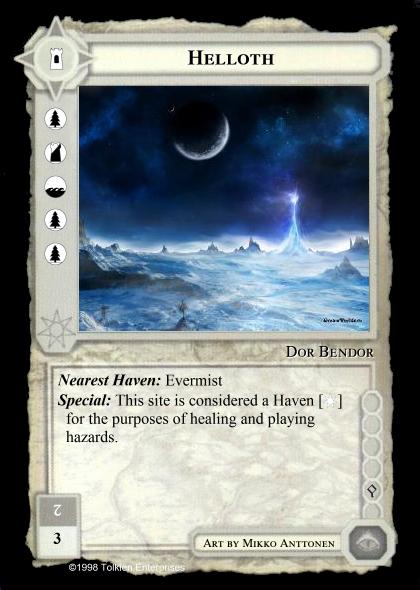 Helloth
Dor Bendor
Nearest Haven: Evermist
Special: This site is considered a Haven [ ]
for the purposes of healing and playing
hazards.
2
3
Art by Mikko Anttonen
©1998 Tolkien Enterprises